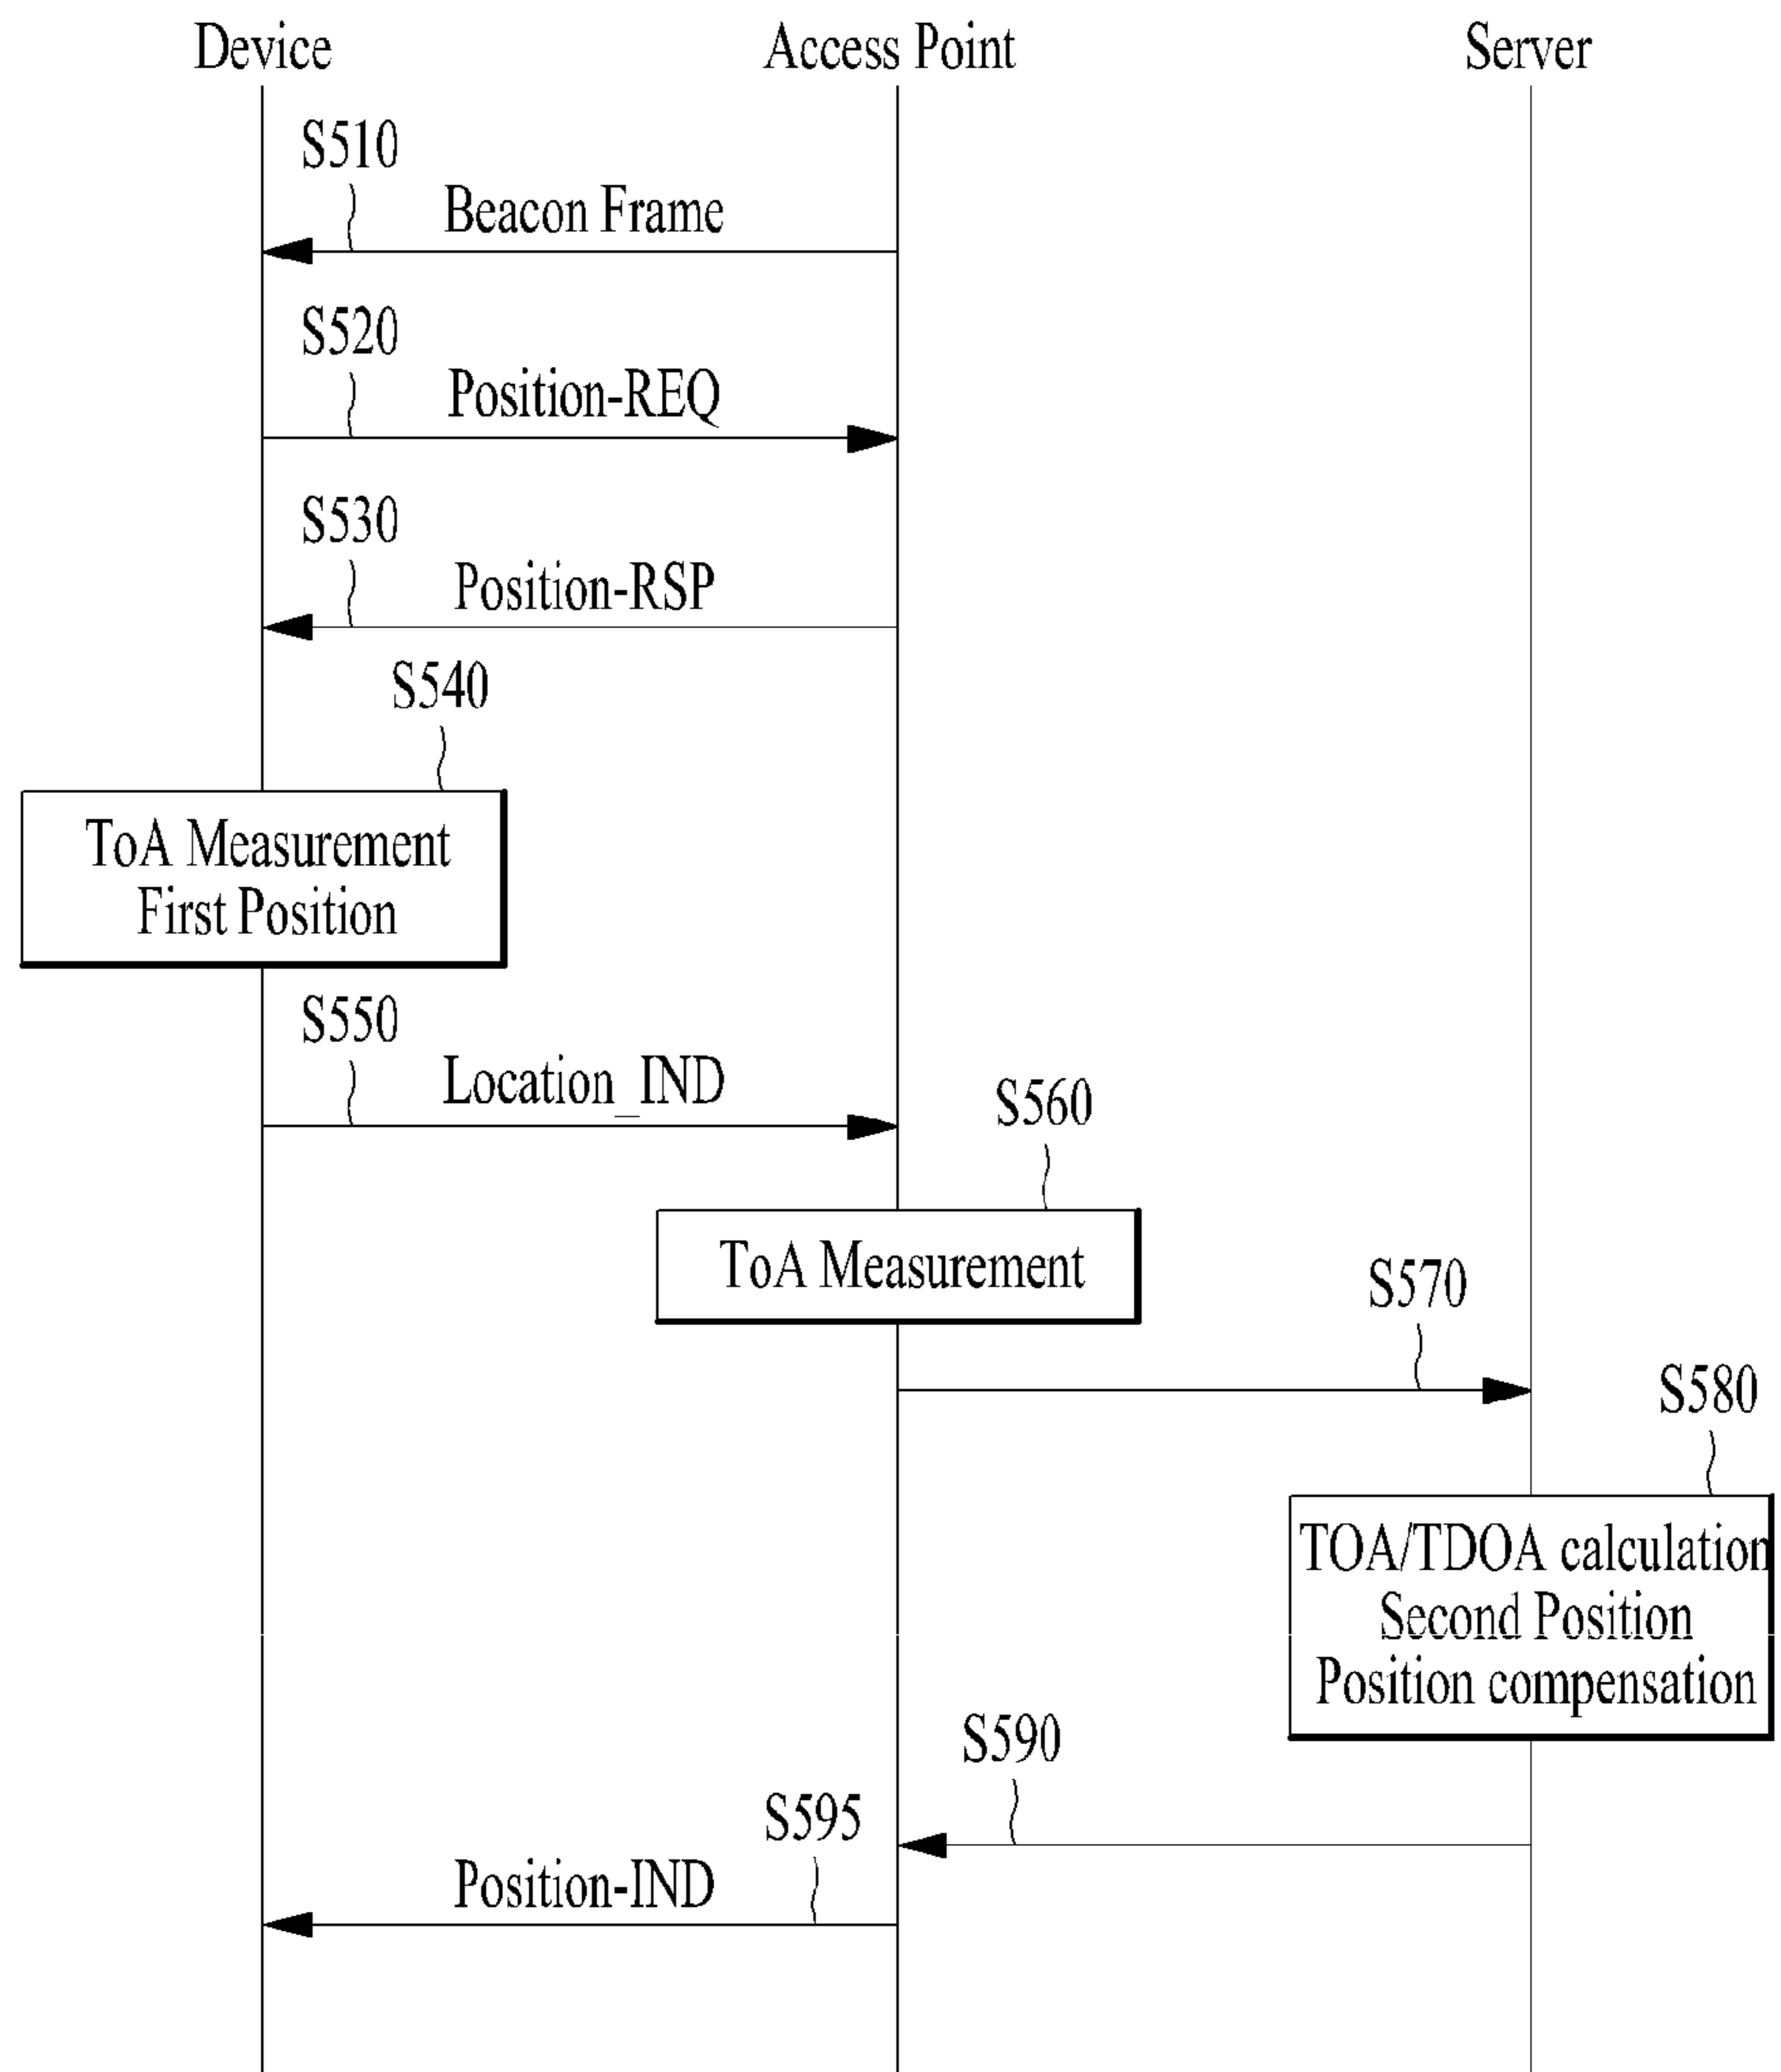 Device
Access Point
Server
S510
Beacon Frame
S520
Position-REQ
S530
Position-RSP
S540
ToA Measurement
First Position
S550
Location_IND
S560
ToA Measurement
S570
S580
TOA/TDOA calculation
Second Position
Position compensation
S590
S595
Position-IND